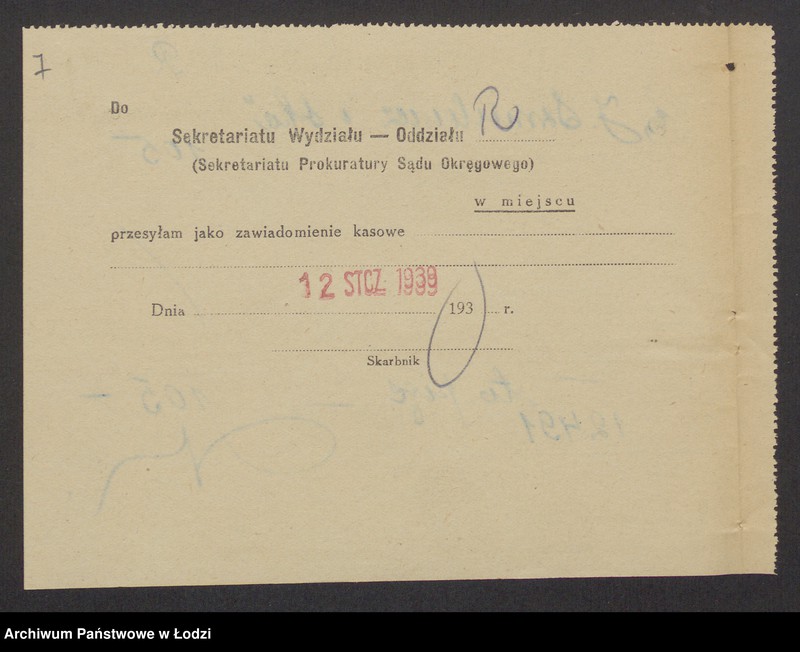 7
Do
Sekretariatu Wydziału — Oddziału R
(Sekretariatu Prokuratury Sądu Okręgowego)
w miejscu
przesyłam jako zawiadomienie kasowe
12 STCZ. 1939
Dnia 193 r.
Skarbnik
Archiwum Państwowe w Łodzi